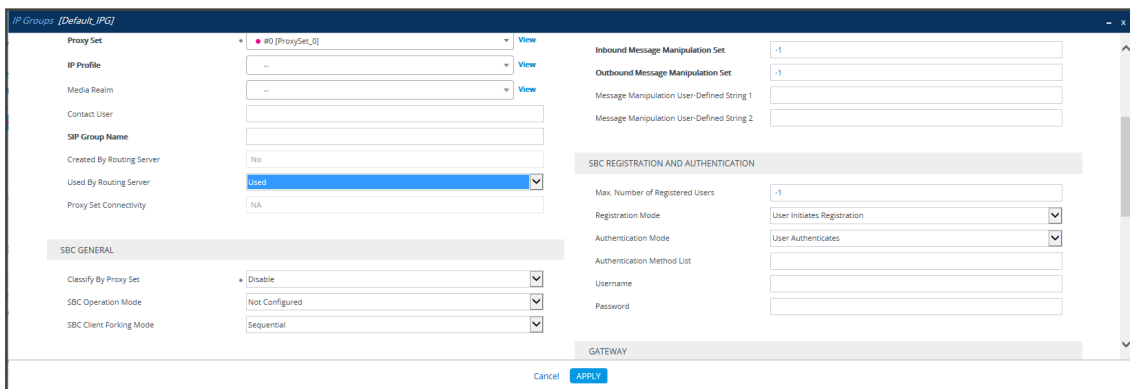 IP Groups [Default_IPG] – x
Proxy Set • #0 [ProxySet_0] View
IP Profile -- View
Media Realm -- View
Contact User
SIP Group Name
Created By Routing Server No
Used By Routing Server Used
Proxy Set Connectivity NA
SBC GENERAL
Classify By Proxy Set • Disable
SBC Operation Mode Not Configured
SBC Client Forking Mode Sequential
Inbound Message Manipulation Set -1
Outbound Message Manipulation Set -1
Message Manipulation User-Defined String 1
Message Manipulation User-Defined String 2
SBC REGISTRATION AND AUTHENTICATION
Max. Number of Registered Users -1
Registration Mode User Initiates Registration
Authentication Mode User Authenticates
Authentication Method List
Username
Password
GATEWAY
Cancel APPLY